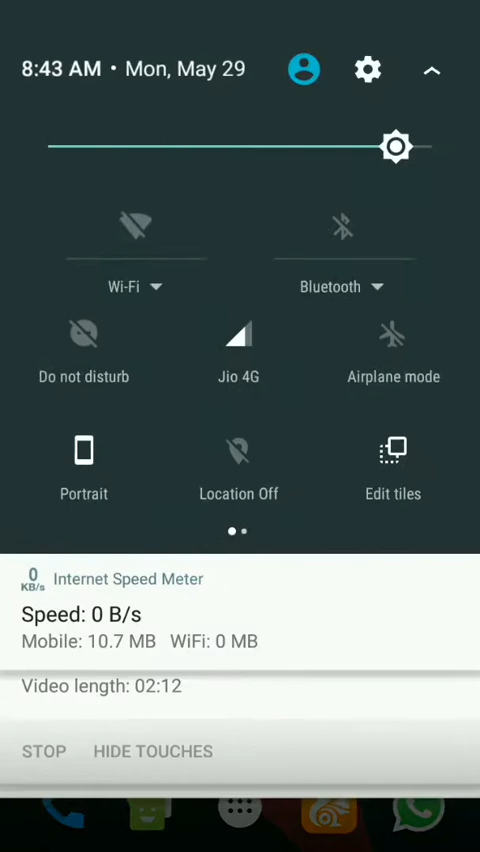 8:43 AM • Mon, May 29
Wi-Fi
Bluetooth
Do not disturb
Jio 4G
Airplane mode
Portrait
Location Off
Edit tiles
0
KB/s
Internet Speed Meter
Speed: 0 B/s
Mobile: 10.7 MB WiFi: 0 MB
Video length: 02:12
STOP HIDE TOUCHES